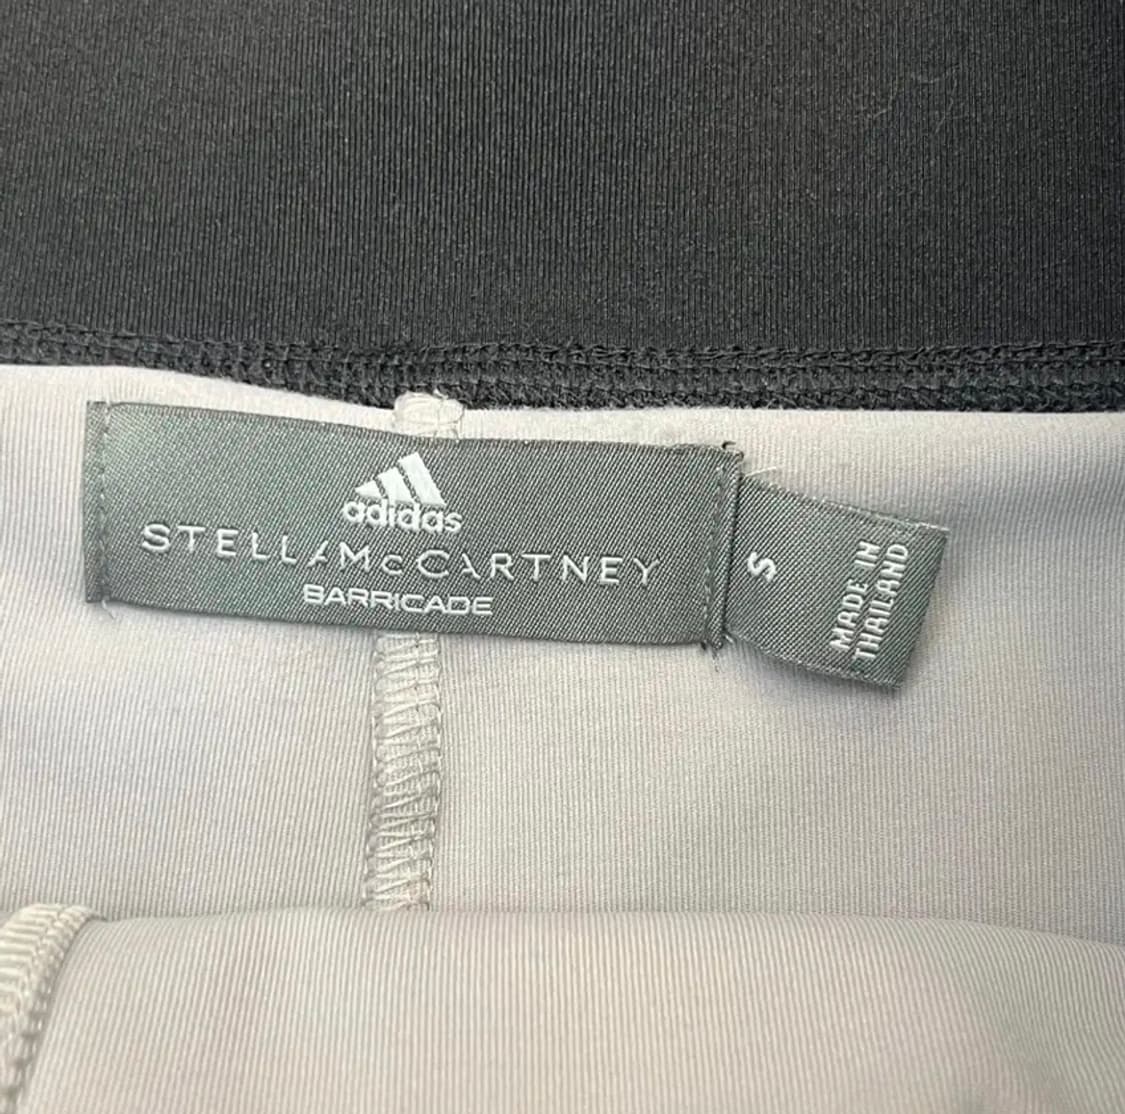 adidas
STELLAMCCARTNEY
BARRICADE
S
MADE IN
THAILAND